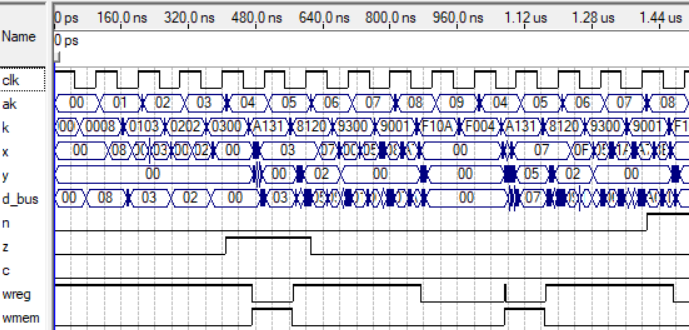 0 ps 160.0 ns 320.0 ns 480.0 ns 640.0 ns 800.0 ns 960.0 ns 1.12 us 1.28 us 1.44 us
Name
0 ps
clk
ak 00 01 02 03 04 05 06 07 08 09 04 05 06 07 08
k 00 0008 0103 0202 0300 A131 8120 9300 9001 F10A F004 A131 8120 9300 9001 F1
x 00 08 03 00 02 00 03 07 00 05 00 07 0F
y 00 00 02 00 00 05 02 00
d_bus 00 08 03 02 00 03 00 07
n
z
c
wreg
wmem